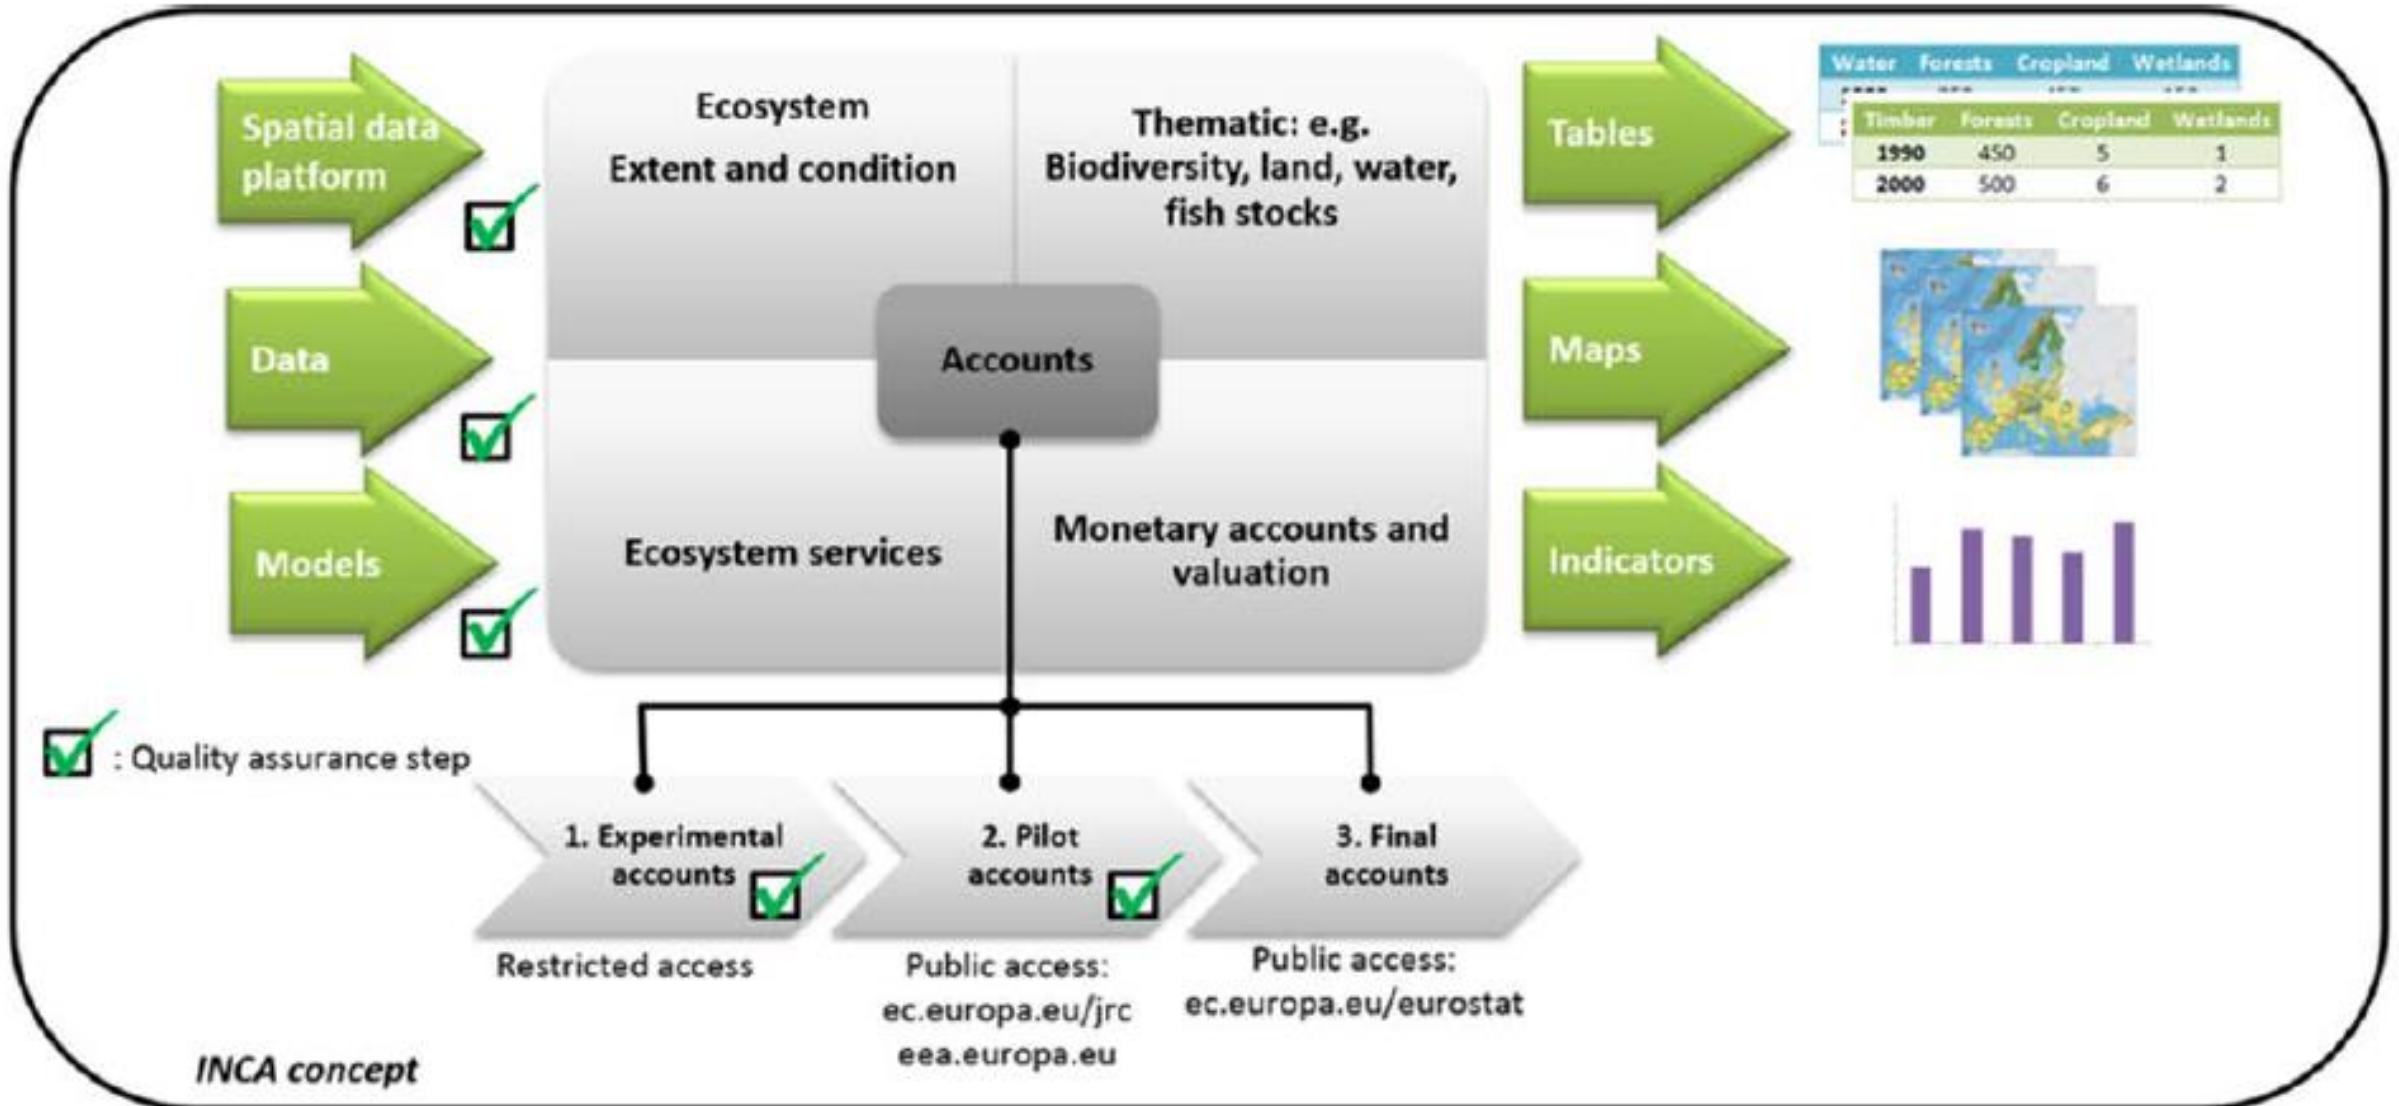 Spatial data
platform
Data
Models
Ecosystem
Extent and condition
Thematic: e.g.
Biodiversity, land, water,
fish stocks
Accounts
Ecosystem services
Monetary accounts and
valuation
Tables
Maps
Indicators
Water Forests Cropland Wetlands
Timber Forests Cropland Wetlands
1990 450 5 1
2000 500 6 2
: Quality assurance step
1. Experimental
accounts
2. Pilot
accounts
3. Final
accounts
Restricted access
Public access:
ec.europa.eu/jrc
eea.europa.eu
Public access:
ec.europa.eu/eurostat
INCA concept